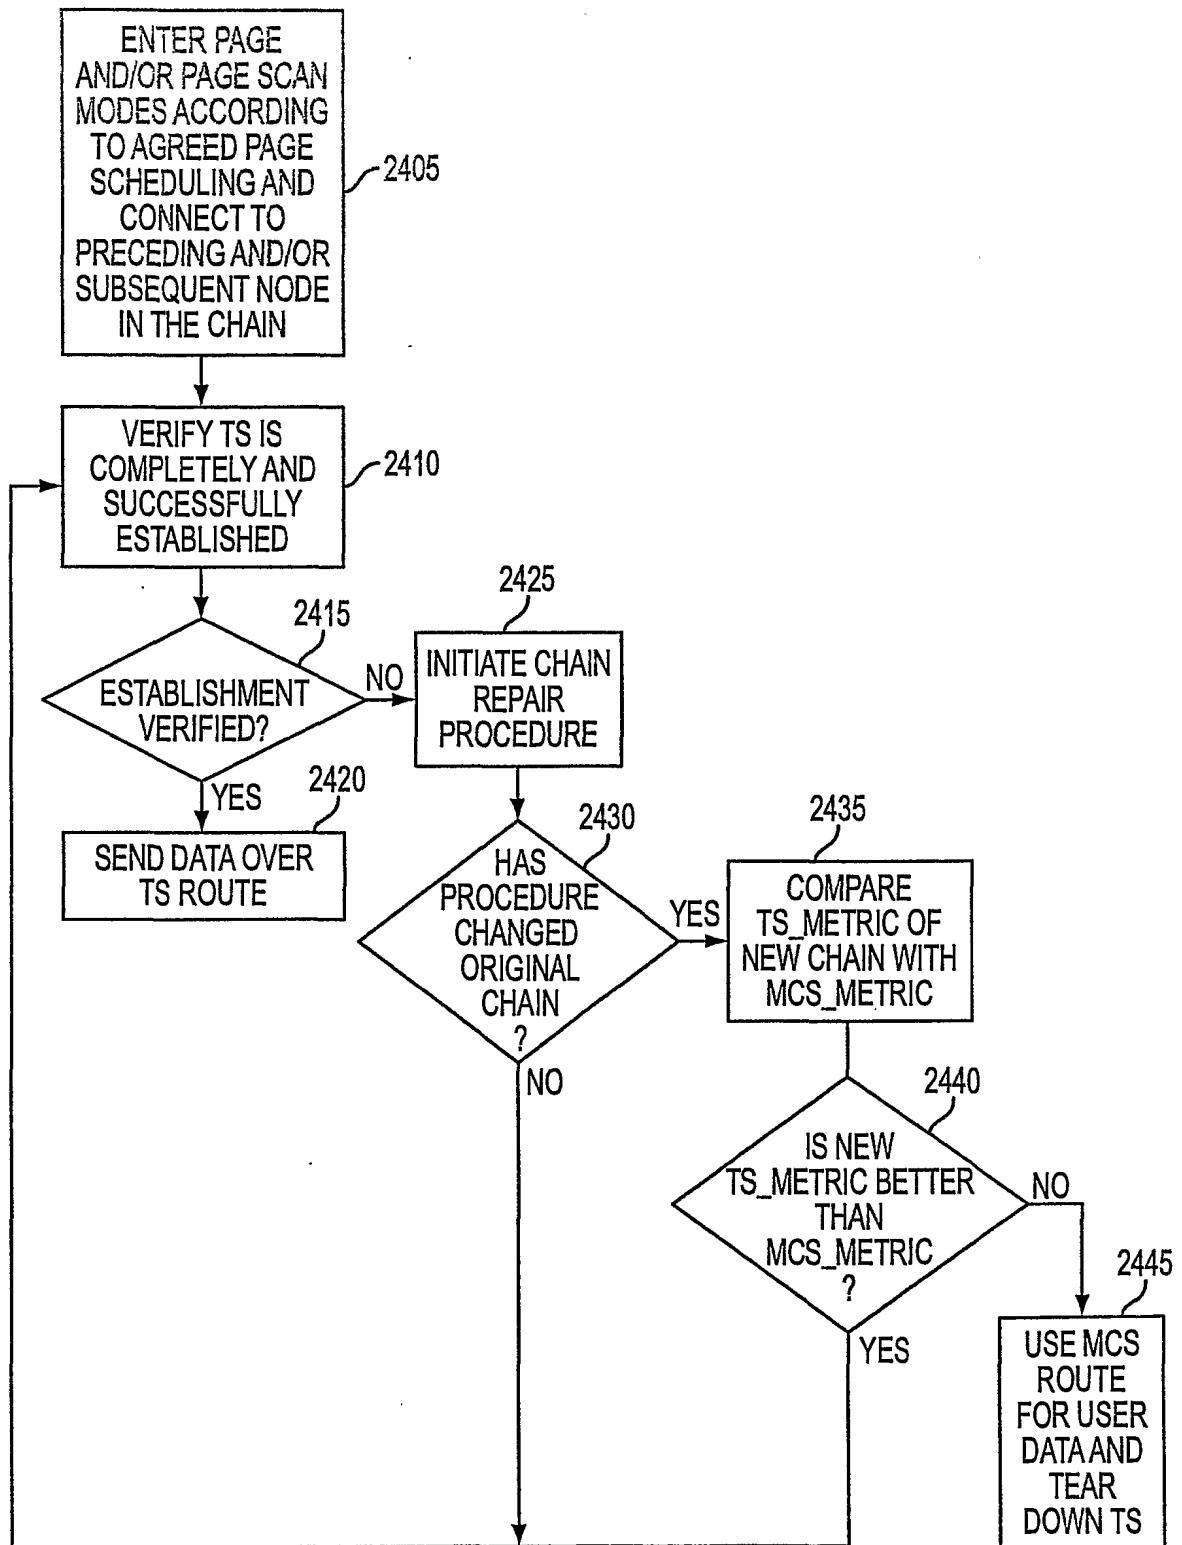 ENTER PAGE
AND/OR PAGE SCAN
MODES ACCORDING
TO AGREED PAGE
SCHEDULING AND
CONNECT TO
PRECEDING AND/OR
SUBSEQUENT NODE
IN THE CHAIN
2405
VERIFY TS IS
COMPLETELY AND
SUCCESSFULLY
ESTABLISHED
2410
2415
ESTABLISHMENT
VERIFIED?
NO
YES
2420
SEND DATA OVER
TS ROUTE
2425
INITIATE CHAIN
REPAIR
PROCEDURE
2430
HAS
PROCEDURE
CHANGED
ORIGINAL
CHAIN
?
YES
NO
2435
COMPARE
TS_METRIC OF
NEW CHAIN WITH
MCS_METRIC
2440
IS NEW
TS_METRIC BETTER
THAN
MCS_METRIC
?
NO
YES
2445
USE MCS
ROUTE
FOR USER
DATA AND
TEAR
DOWN TS